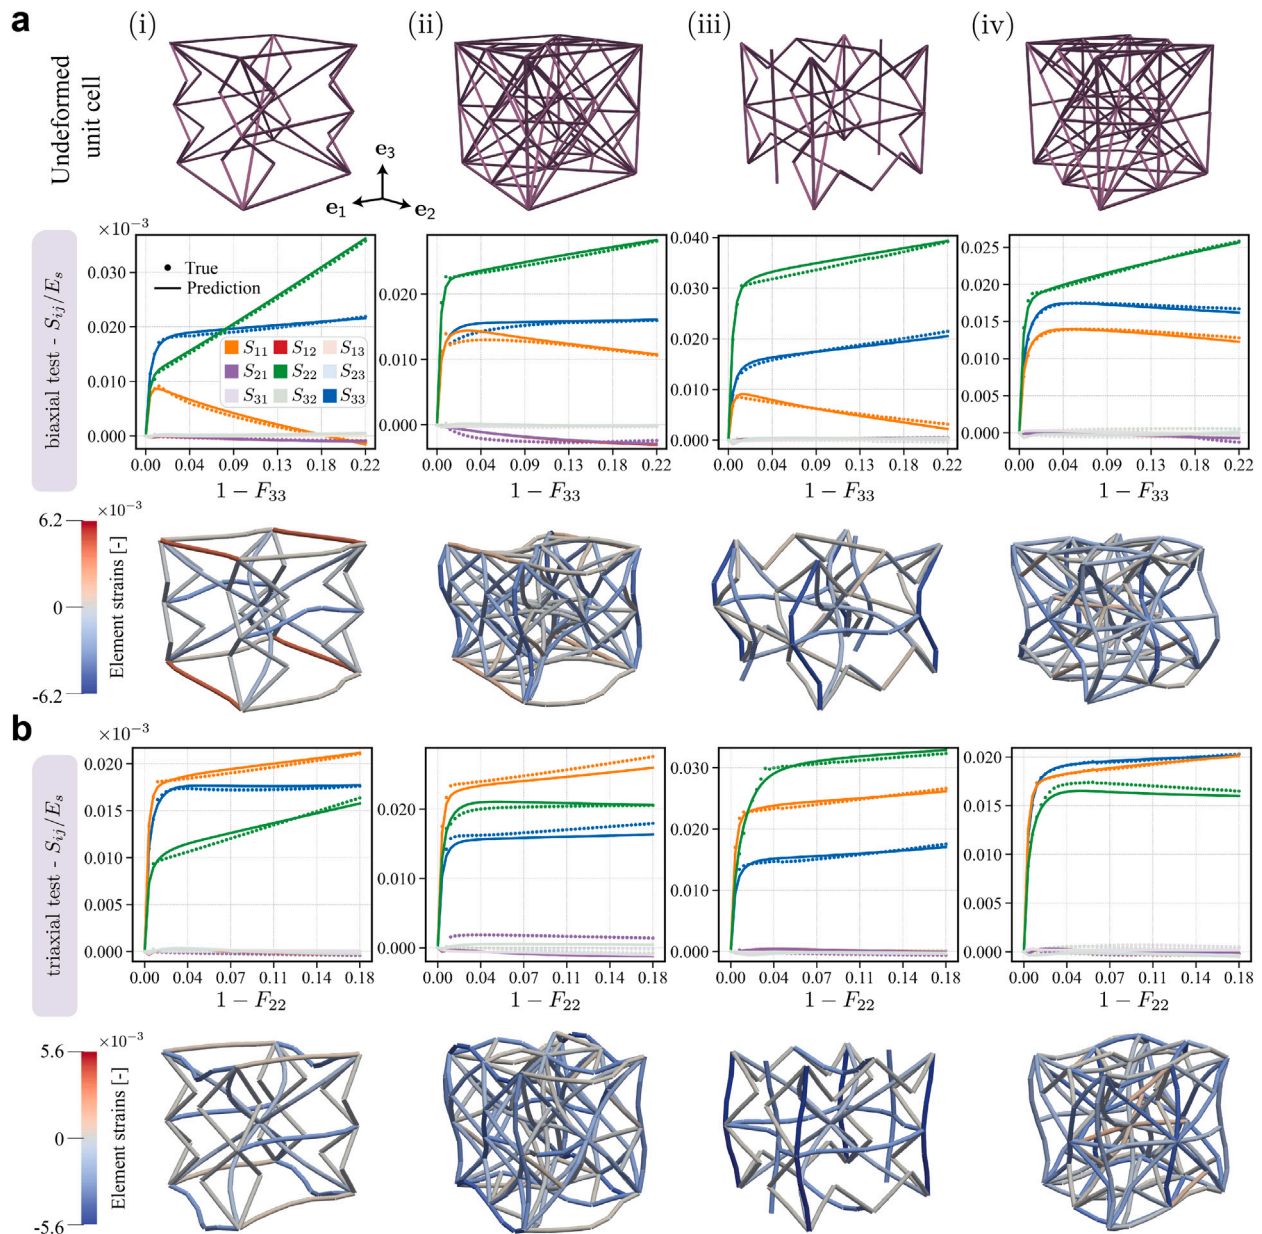 a
(i)
(ii)
(iii)
(iv)
Undeformed
unit cell
e₃
e₁
e₂
×10⁻³
biaxial test - Sᵢⱼ/Eₛ
0.030
0.020
0.010
0.000
True
Prediction
S₁₁ S₁₂ S₁₃
S₂₁ S₂₂ S₂₃
S₃₁ S₃₂ S₃₃
0.00 0.04 0.09 0.13 0.18 0.22
1 − F₃₃
0.020
0.010
0.000
0.00 0.04 0.09 0.13 0.18 0.22
1 − F₃₃
0.040
0.030
0.020
0.010
0.000
0.00 0.04 0.09 0.13 0.18 0.22
1 − F₃₃
0.025
0.020
0.015
0.010
0.005
0.000
0.00 0.04 0.09 0.13 0.18 0.22
1 − F₃₃
×10⁻³
6.2
0
-6.2
Element strains [-]
b
×10⁻³
triaxial test - Sᵢⱼ/Eₛ
0.020
0.015
0.010
0.005
0.000
0.00 0.04 0.07 0.11 0.14 0.18
1 − F₂₂
0.020
0.010
0.000
0.00 0.04 0.07 0.11 0.14 0.18
1 − F₂₂
0.030
0.020
0.010
0.000
0.00 0.04 0.07 0.11 0.14 0.18
1 − F₂₂
0.020
0.015
0.010
0.005
0.000
0.00 0.04 0.07 0.11 0.14 0.18
1 − F₂₂
×10⁻³
5.6
0
-5.6
Element strains [-]